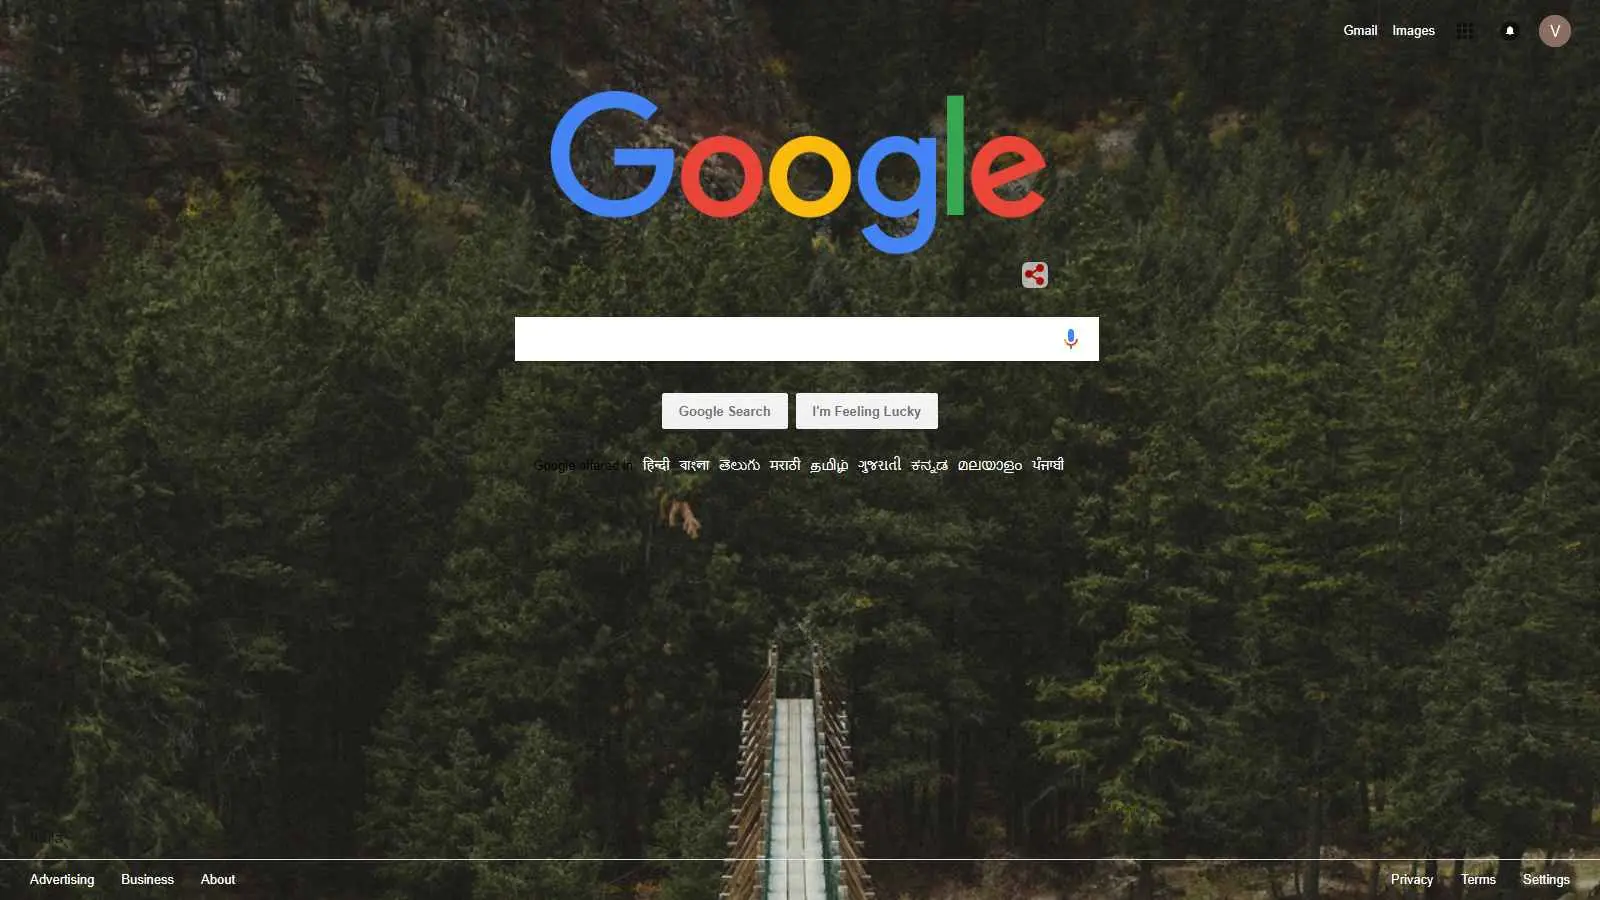 Gmail Images V
Google
Google Search I'm Feeling Lucky
Google offered in: हिन्दी বাংলা తెలుగు मराठी தமிழ் ગુજરાતી ಕನ್ನಡ മലയാളം ਪੰਜਾਬੀ
India
Advertising Business About Privacy Terms Settings